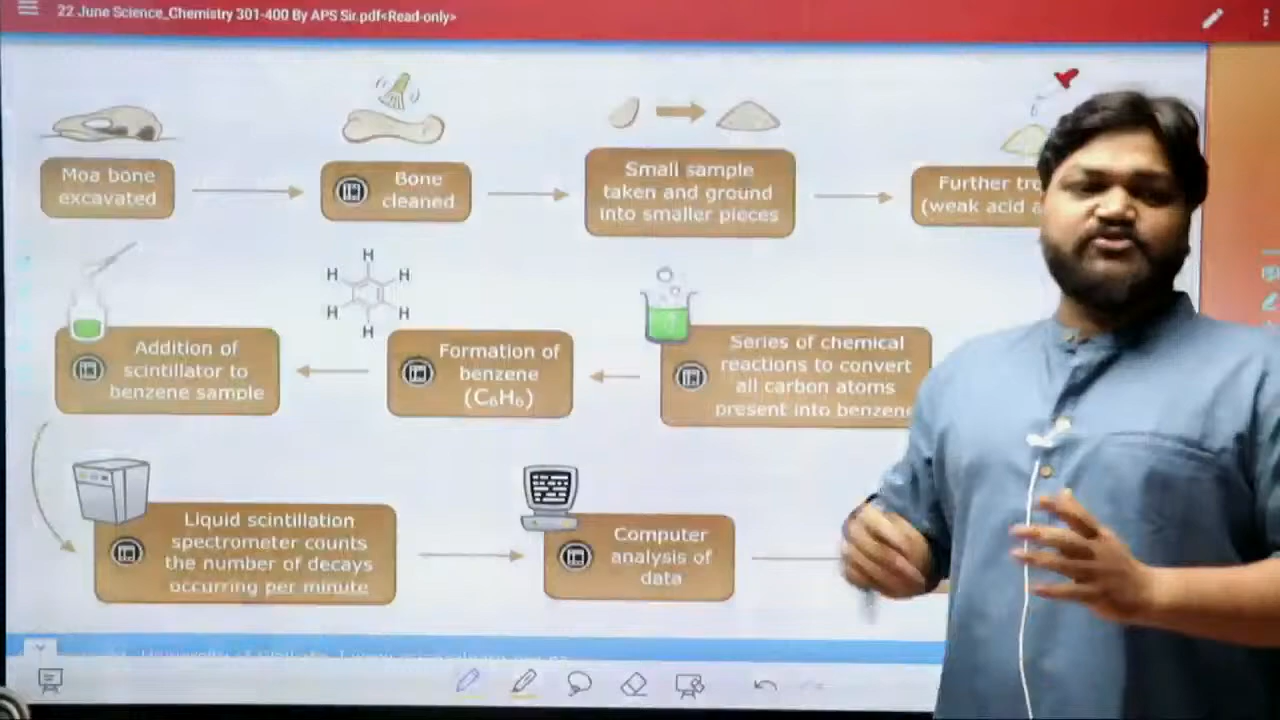 22 June Science_Chemistry 301-400 By APS Sir.pdf<Read-only>
Moa bone
excavated
Bone
cleaned
Small sample
taken and ground
into smaller pieces
Further
(weak acid
H
H
H
H
H
H
Addition of
scintillator to
benzene sample
Formation of
benzene
(C₆H₆)
Series of chemical
reactions to convert
all carbon atoms
present into benzene
Liquid scintillation
spectrometer counts
the number of decays
occurring per minute
Computer
analysis of
data